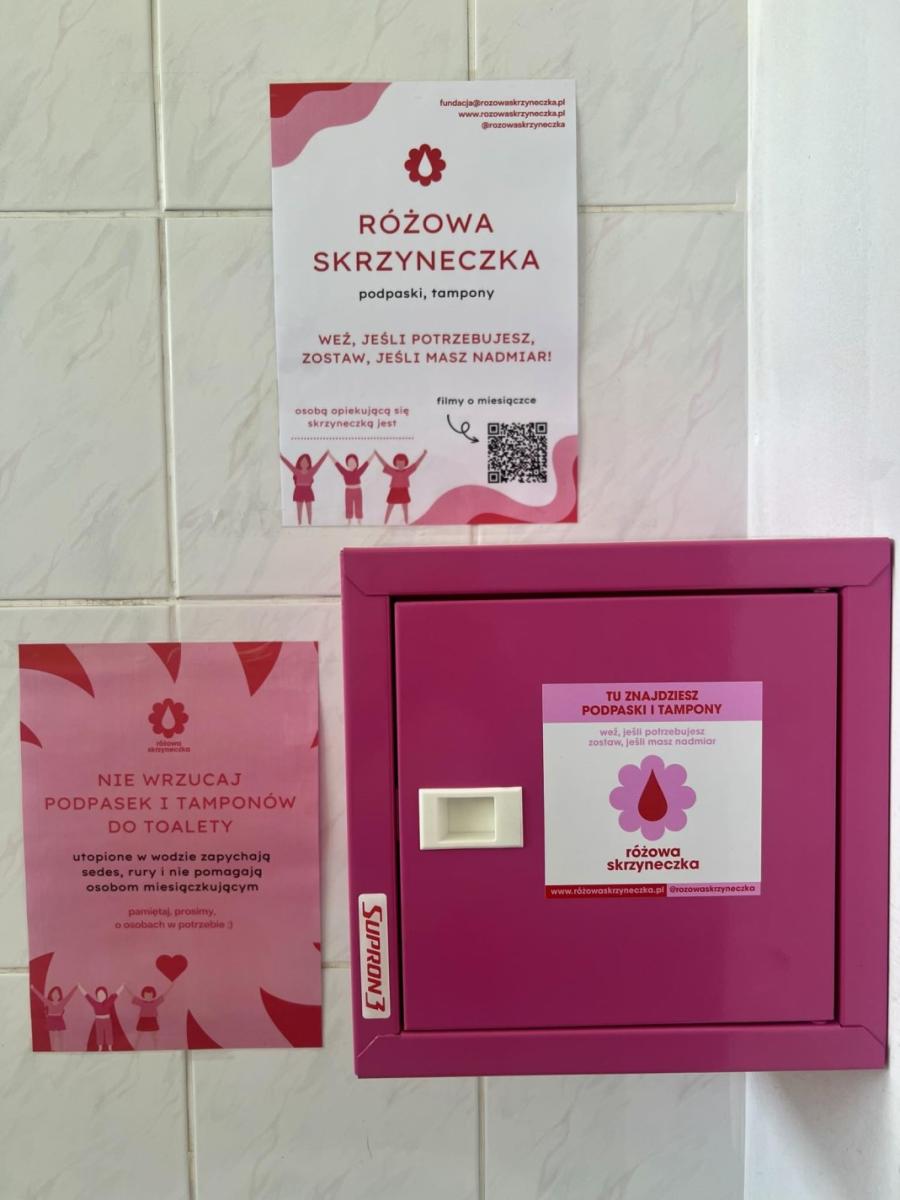 fundacja@rozowaskrzyneczka.pl
www.rozowaskrzyneczka.pl
@rozowaskrzyneczka
RÓŻOWA
SKRZYNECZKA
podpaski, tampony
WEŹ, JEŚLI POTRZEBUJESZ,
ZOSTAW, JEŚLI MASZ NADMIAR!
osobą opiekującą się
skrzyneczką jest
filmy o miesiączce
różowa
skrzyneczka
NIE WRZUCAJ
PODPASEK I TAMPONÓW
DO TOALETY
utopione w wodzie zapychają
sedes, rury i nie pomagają
osobom miesiączkującym
pamiętaj, prosimy,
o osobach w potrzebie ;)
TU ZNAJDZIESZ
PODPASKI I TAMPONY
weź, jeśli potrzebujesz
zostaw, jeśli masz nadmiar
różowa
skrzyneczka
www.różowaskrzyneczka.pl @rozowaskrzyneczka
SUPRON 3